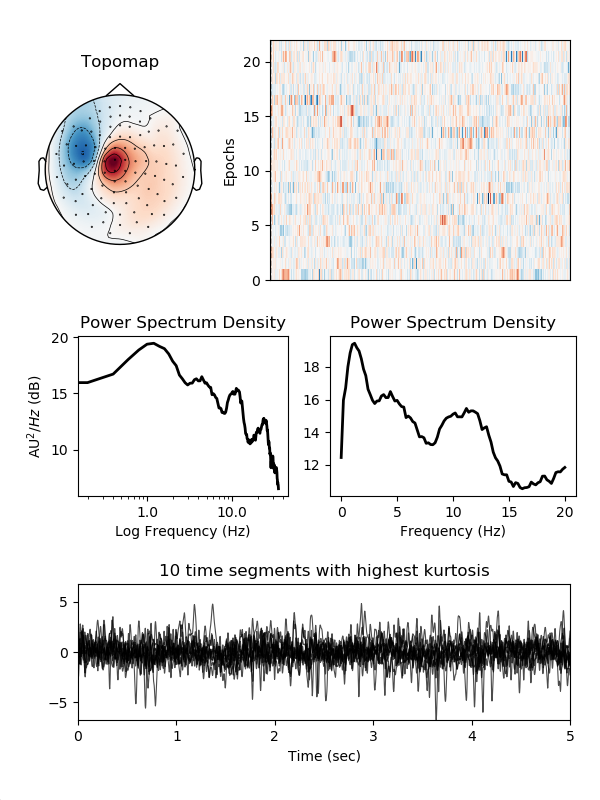 Topomap
Epochs
20
15
10
5
0
Power Spectrum Density
AU²/Hz (dB)
20
15
10
1.0 10.0
Log Frequency (Hz)
Power Spectrum Density
18
16
14
12
0 5 10 15 20
Frequency (Hz)
10 time segments with highest kurtosis
5
0
−5
0 1 2 3 4 5
Time (sec)